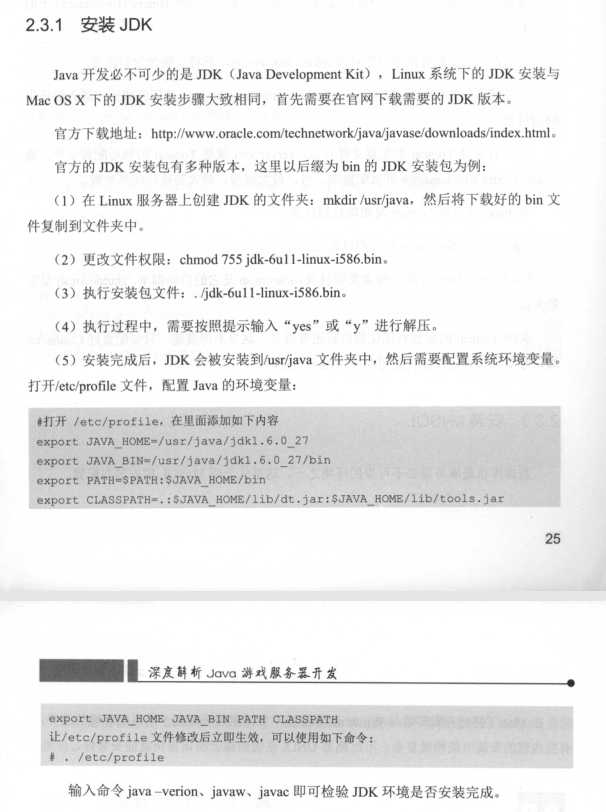 2.3.1 安装 JDK
Java 开发必不可少的是 JDK（Java Development Kit），Linux 系统下的 JDK 安装与
Mac OS X 下的 JDK 安装步骤大致相同，首先需要在官网下载需要的 JDK 版本。
官方下载地址：http://www.oracle.com/technetwork/java/javase/downloads/index.html。
官方的 JDK 安装包有多种版本，这里以后缀为 bin 的 JDK 安装包为例：
（1）在 Linux 服务器上创建 JDK 的文件夹：mkdir /usr/java，然后将下载好的 bin 文
件复制到文件夹中。
（2）更改文件权限：chmod 755 jdk-6u11-linux-i586.bin。
（3）执行安装包文件：./jdk-6u11-linux-i586.bin。
（4）执行过程中，需要按照提示输入“yes”或“y”进行解压。
（5）安装完成后，JDK 会被安装到/usr/java 文件夹中，然后需要配置系统环境变量。
打开/etc/profile 文件，配置 Java 的环境变量：
#打开 /etc/profile，在里面添加如下内容
export JAVA_HOME=/usr/java/jdk1.6.0_27
export JAVA_BIN=/usr/java/jdk1.6.0_27/bin
export PATH=$PATH:$JAVA_HOME/bin
export CLASSPATH=.:$JAVA_HOME/lib/dt.jar:$JAVA_HOME/lib/tools.jar
25
深度解析 Java 游戏服务器开发
export JAVA_HOME JAVA_BIN PATH CLASSPATH
让/etc/profile 文件修改后立即生效，可以使用如下命令：
# . /etc/profile
输入命令 java –verion、javaw、javac 即可检验 JDK 环境是否安装完成。